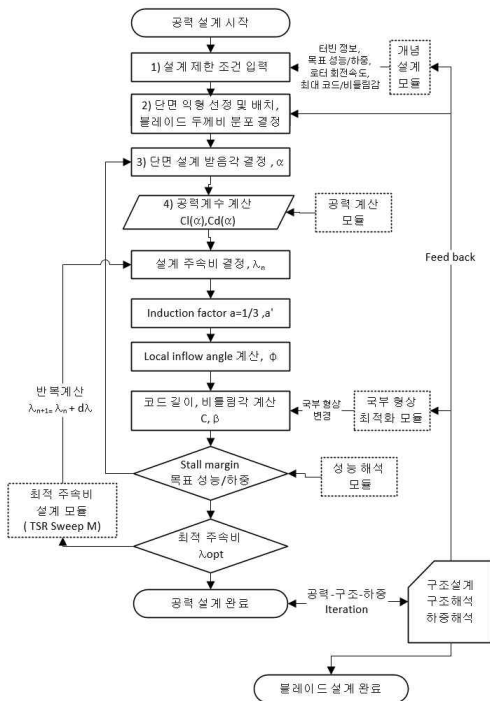 공력 설계 시작
1) 설계 제한 조건 입력
터빈 정보,
목표 성능/하중,
로터 회전속도,
최대 코드/비틀림각
개념
설계
모듈
2) 단면 익형 선정 및 배치,
블레이드 두께비 분포 결정
3) 단면 설계 받음각 결정 , α
4) 공력계수 계산
Cl(α),Cd(α)
공력 계산
모듈
Feed back
설계 주속비 결정, λn
Induction factor a=1/3 ,a'
Local inflow angle 계산, ϕ
반복계산
λn+1= λn + dλ
코드 길이, 비틀림각 계산
C, β
국부 형상
변경
국부 형상
최적화 모듈
Stall margin
목표 성능/하중
성능 해석
모듈
최적 주속비
설계 모듈
( TSR Sweep M)
최적 주속비
λopt
공력 설계 완료
공력-구조-하중
Iteration
구조설계
구조해석
하중해석
블레이드 설계 완료